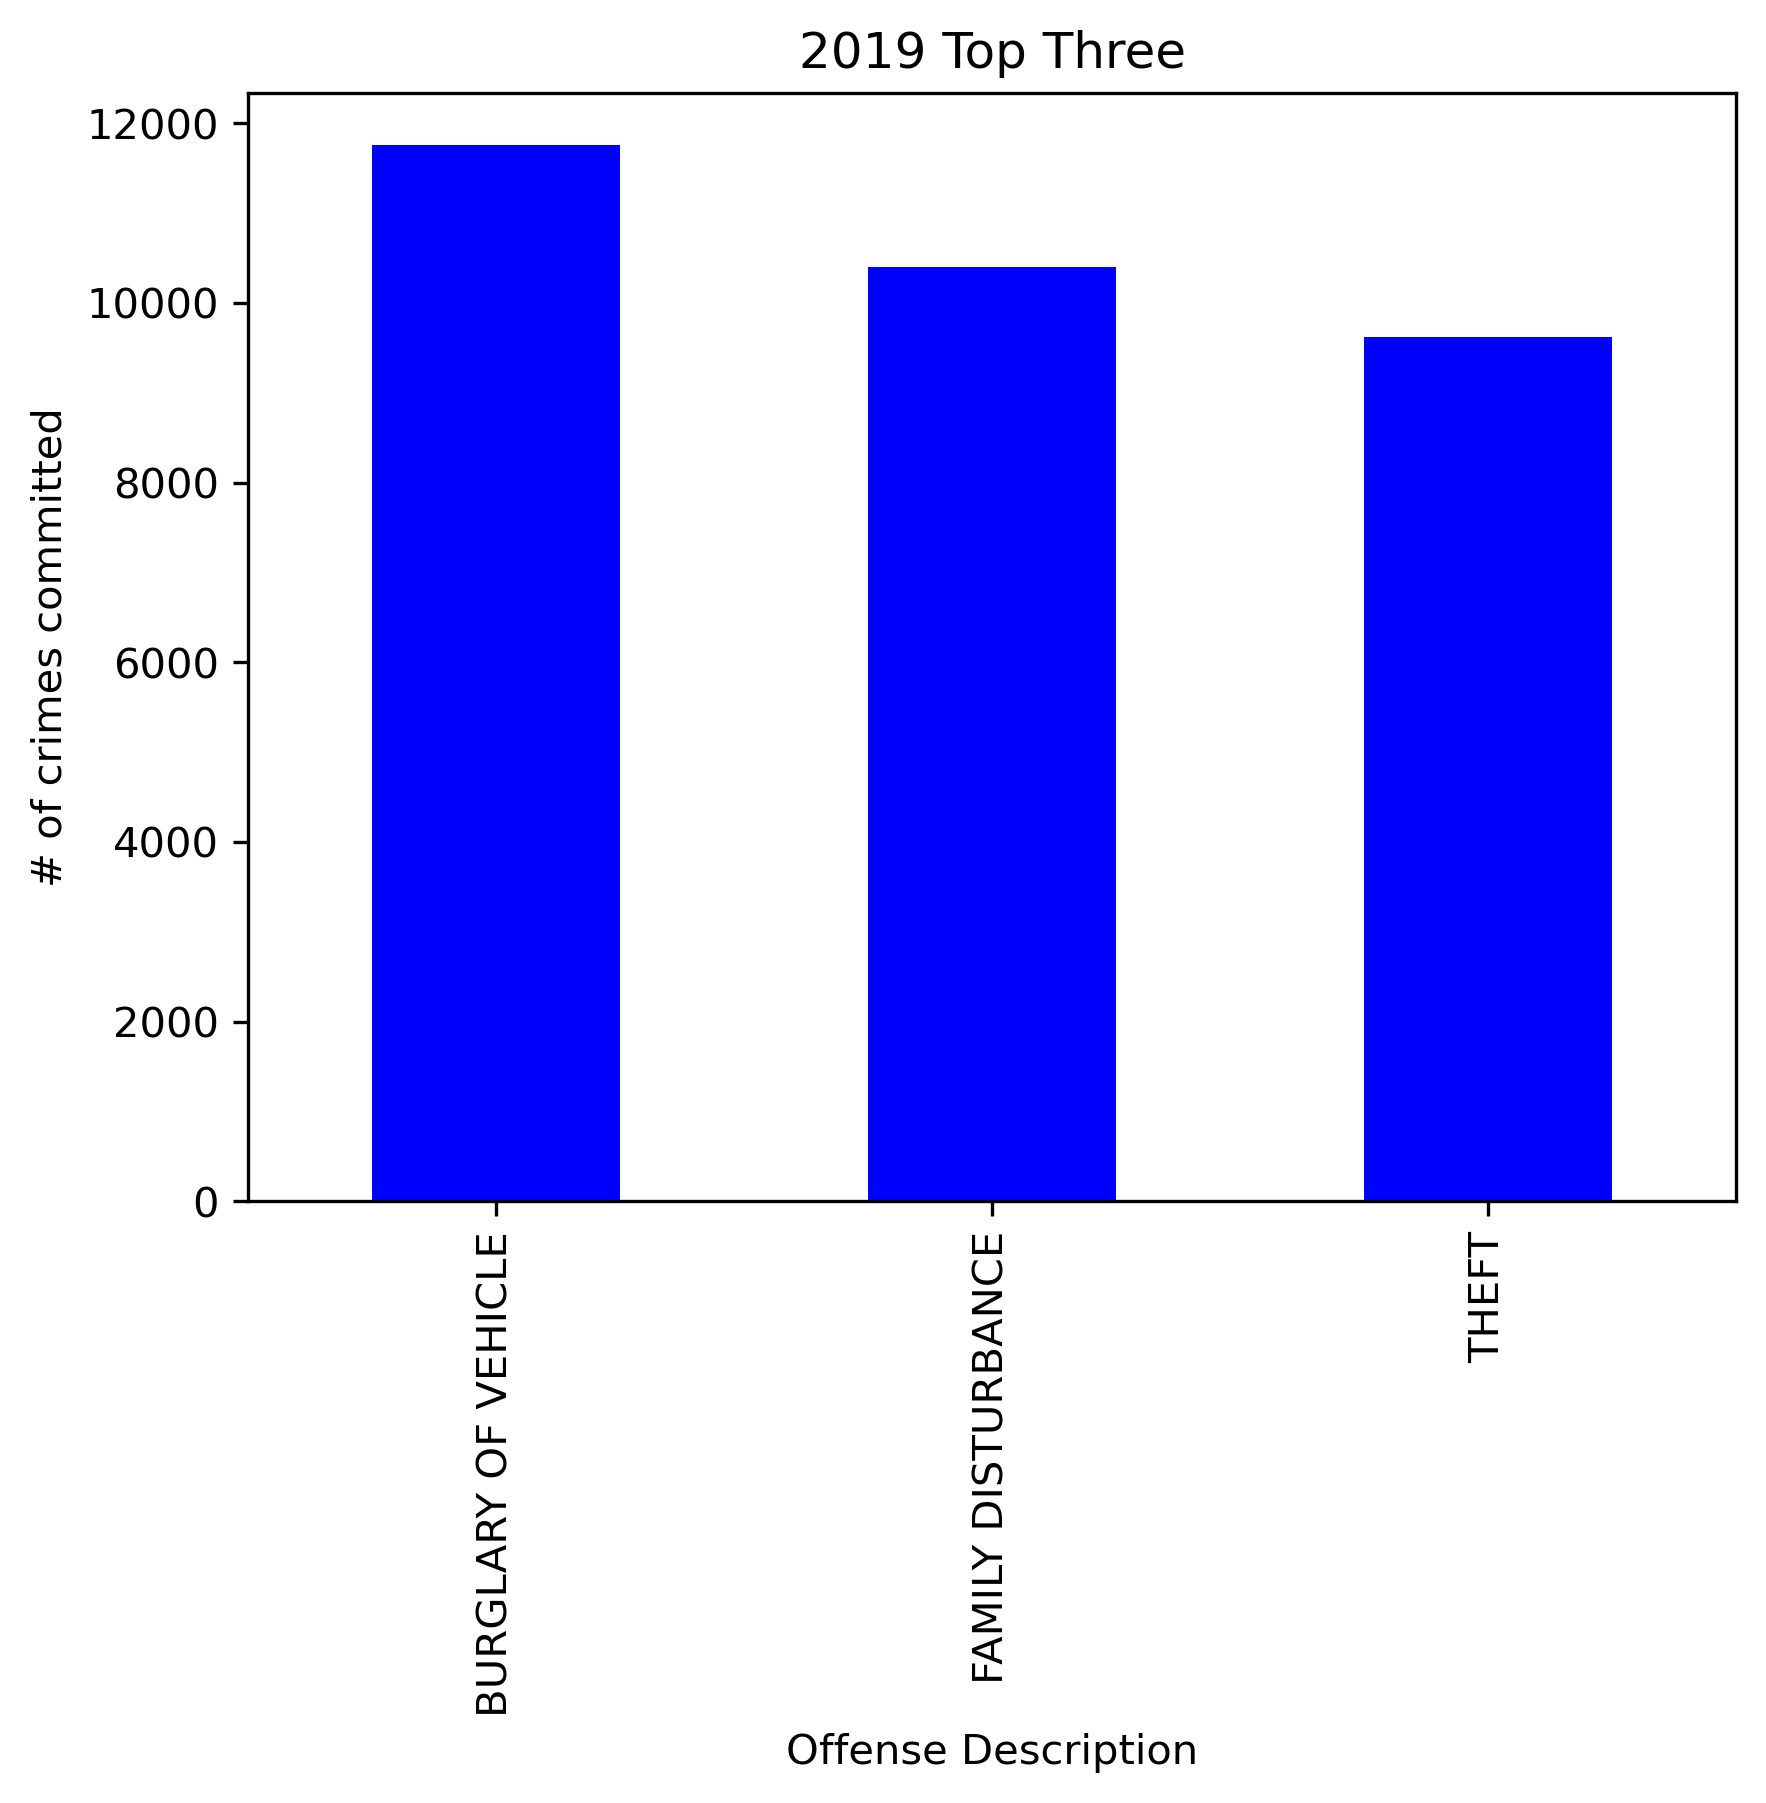 2019 Top Three
12000
10000
8000
6000
4000
2000
0
# of crimes committed
BURGLARY OF VEHICLE
FAMILY DISTURBANCE
THEFT
Offense Description